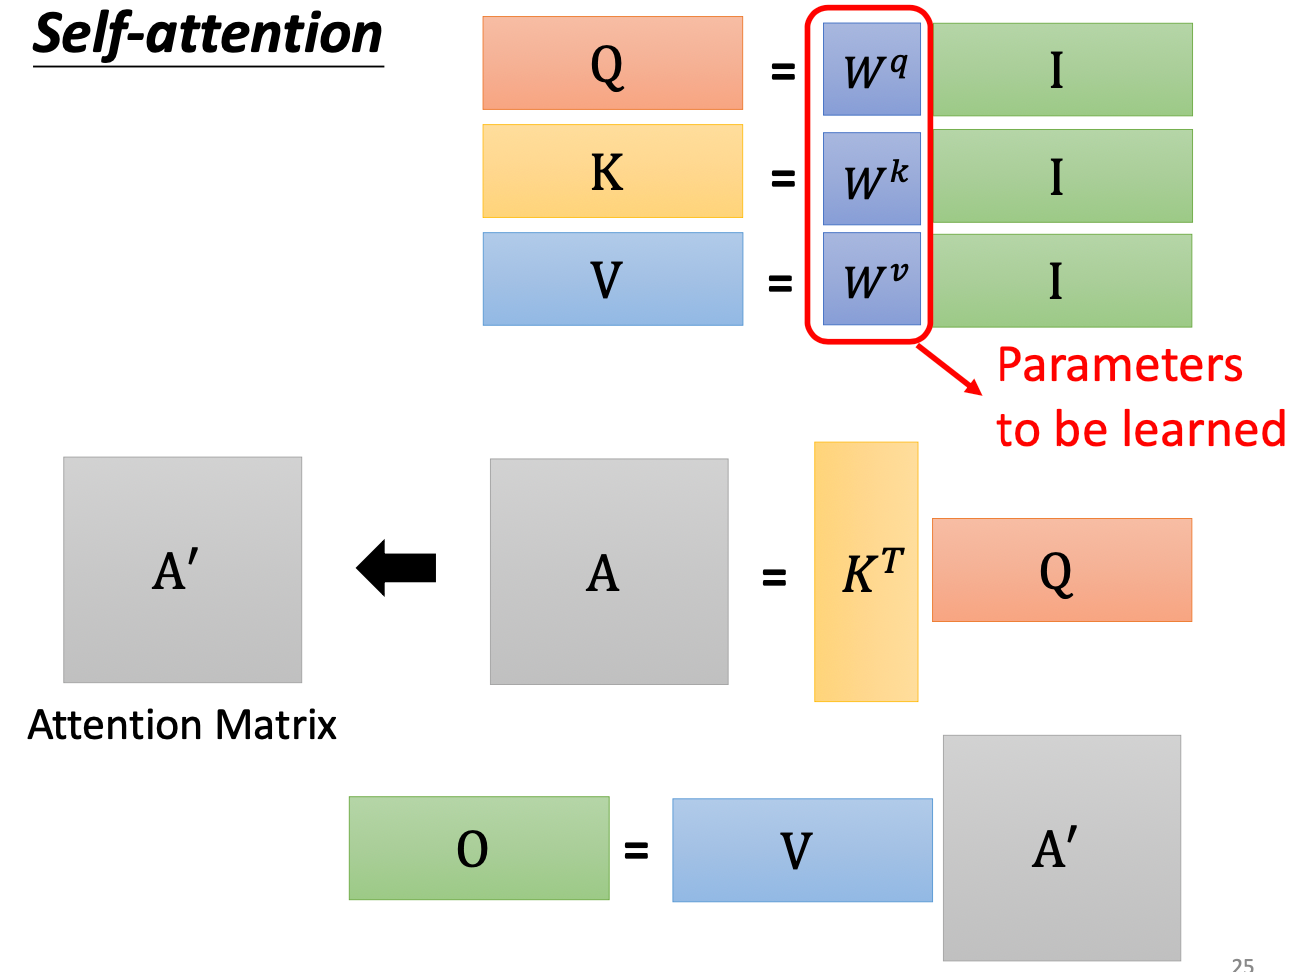 Self-attention
Q = W^q I
K = W^k I
V = W^v I
Parameters
to be learned
A′ A = K^T Q
Attention Matrix
O = V A′
25